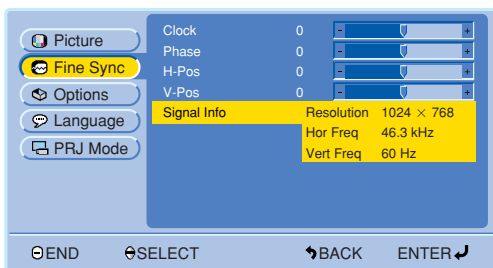 Picture
Fine Sync
Options
Language
PRJ Mode
Clock 0 - +
Phase 0 - +
H-Pos 0 - +
V-Pos 0 - +
Signal Info Resolution 1024 × 768
Hor Freq 46.3 kHz
Vert Freq 60 Hz
END SELECT BACK ENTER